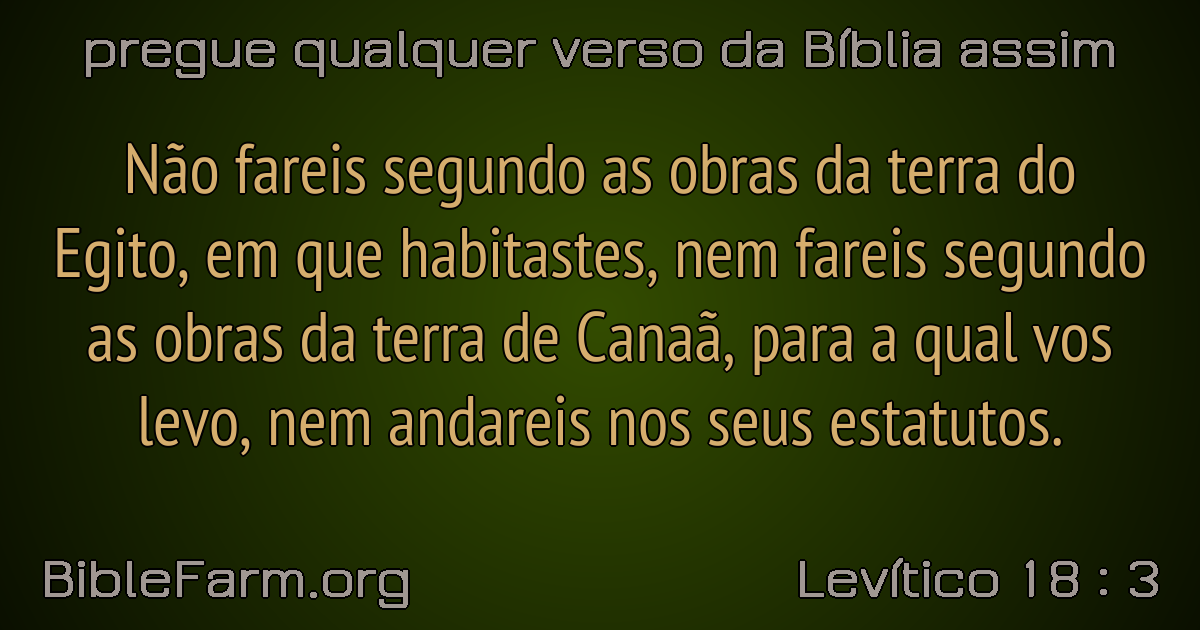 pregue qualquer verso da Bíblia assim
Não fareis segundo as obras da terra do
Egito, em que habitastes, nem fareis segundo
as obras da terra de Canaã, para a qual vos
levo, nem andareis nos seus estatutos.
BibleFarm.org
Levítico 18 : 3